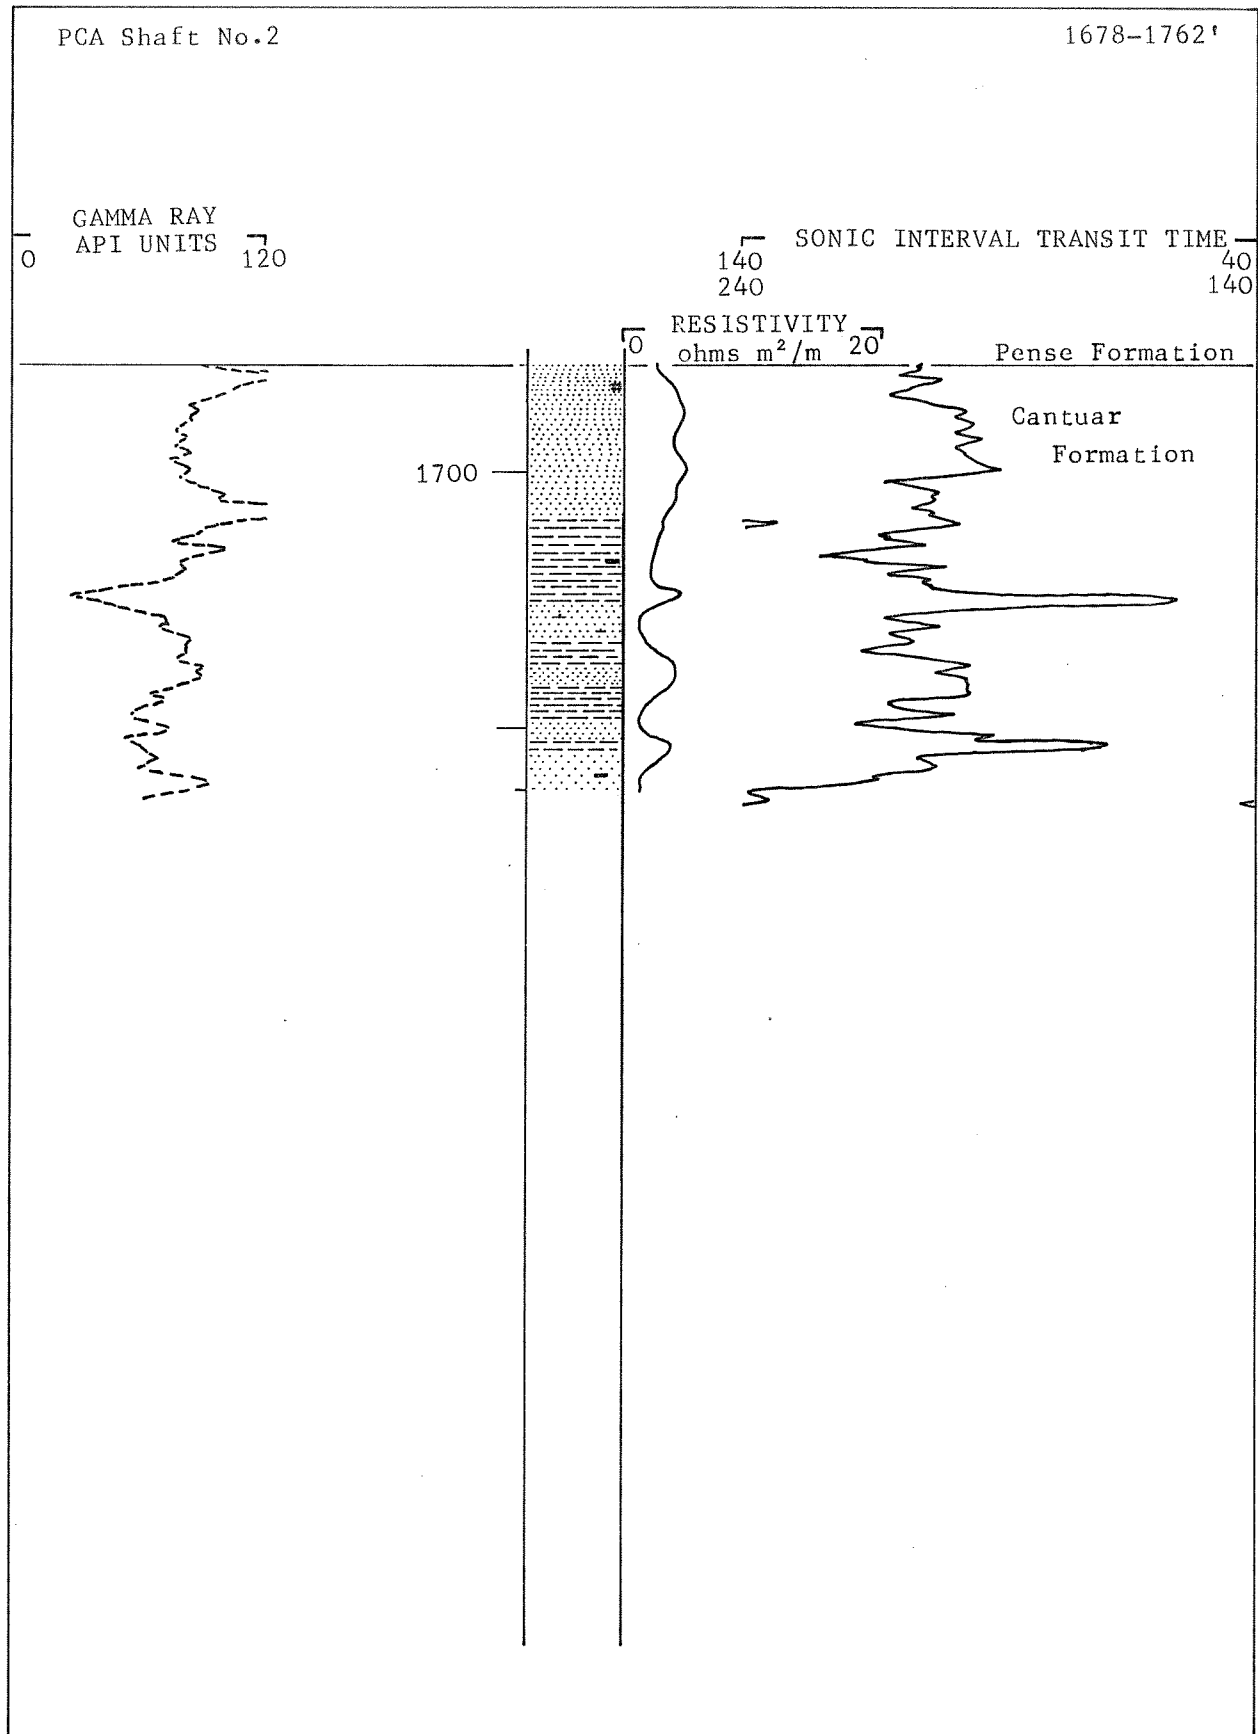 PCA Shaft No.2
1678-1762'
GAMMA RAY
API UNITS
0
120
SONIC INTERVAL TRANSIT TIME
140
40
240
140
RESISTIVITY
0
ohms m²/m
20
Pense Formation
Cantuar
Formation
1700